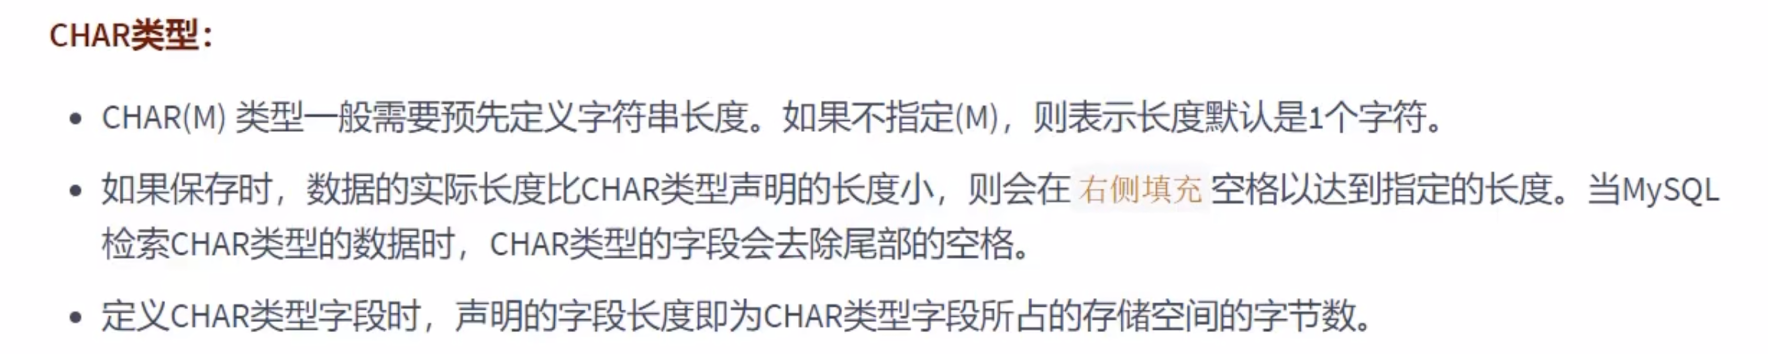 CHAR类型：
• CHAR(M) 类型一般需要预先定义字符串长度。如果不指定(M)，则表示长度默认是1个字符。
• 如果保存时，数据的实际长度比CHAR类型声明的长度小，则会在 右侧填充 空格以达到指定的长度。当MySQL
检索CHAR类型的数据时，CHAR类型的字段会去除尾部的空格。
• 定义CHAR类型字段时，声明的字段长度即为CHAR类型字段所占的存储空间的字节数。